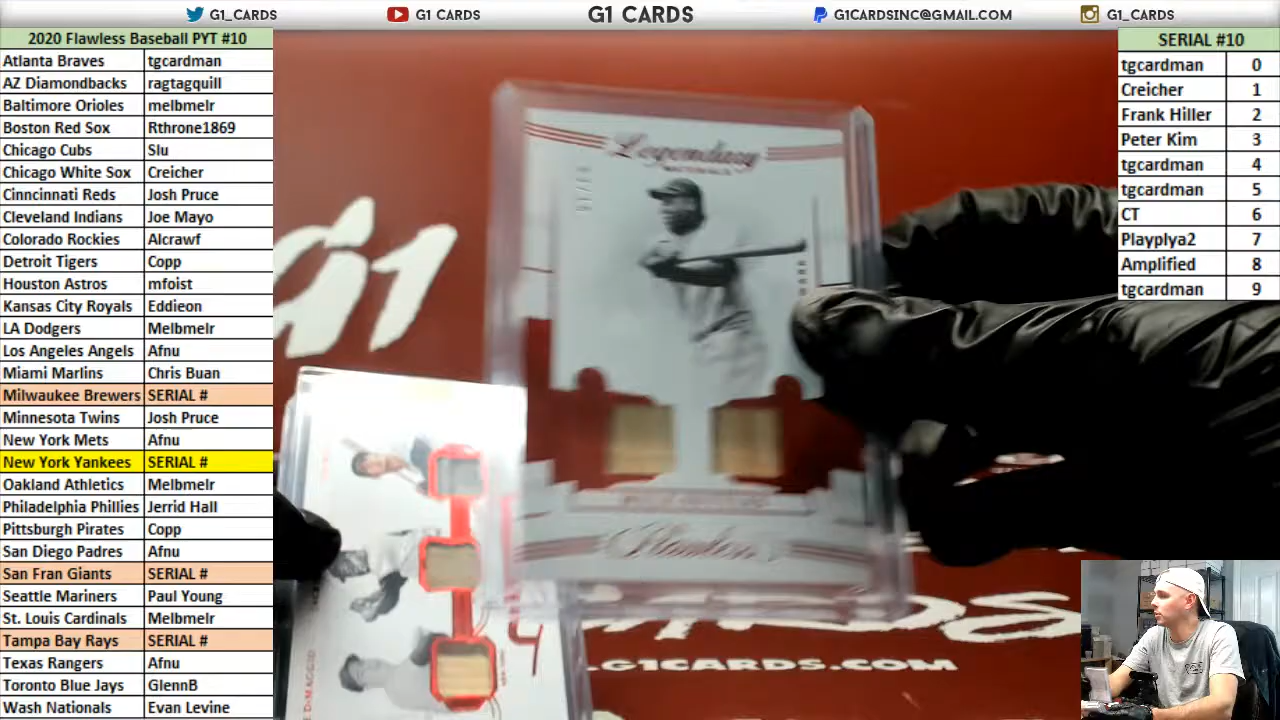 G1_CARDS
G1 CARDS
G1 CARDS
G1CARDSINC@GMAIL.COM
G1_CARDS
2020 Flawless Baseball PYT #10
Atlanta Braves tgcardman
AZ Diamondbacks ragtagquill
Baltimore Orioles melbmelr
Boston Red Sox Rthrone1869
Chicago Cubs Slu
Chicago White Sox Creicher
Cinncinnati Reds Josh Pruce
Cleveland Indians Joe Mayo
Colorado Rockies Alcrawf
Detroit Tigers Copp
Houston Astros mfoist
Kansas City Royals Eddieon
LA Dodgers Melbmelr
Los Angeles Angels Afnu
Miami Marlins Chris Buan
Milwaukee Brewers SERIAL #
Minnesota Twins Josh Pruce
New York Mets Afnu
New York Yankees SERIAL #
Oakland Athletics Melbmelr
Philadelphia Phillies Jerrid Hall
Pittsburgh Pirates Copp
San Diego Padres Afnu
San Fran Giants SERIAL #
Seattle Mariners Paul Young
St. Louis Cardinals Melbmelr
Tampa Bay Rays SERIAL #
Texas Rangers Afnu
Toronto Blue Jays GlennB
Wash Nationals Evan Levine
SERIAL #10
tgcardman 0
Creicher 1
Frank Hiller 2
Peter Kim 3
tgcardman 4
tgcardman 5
CT 6
Playplya2 7
Amplified 8
tgcardman 9
G1
Legendary
MATERIALS
Flawless
DIMAGGIO
.G1CARDS.COM